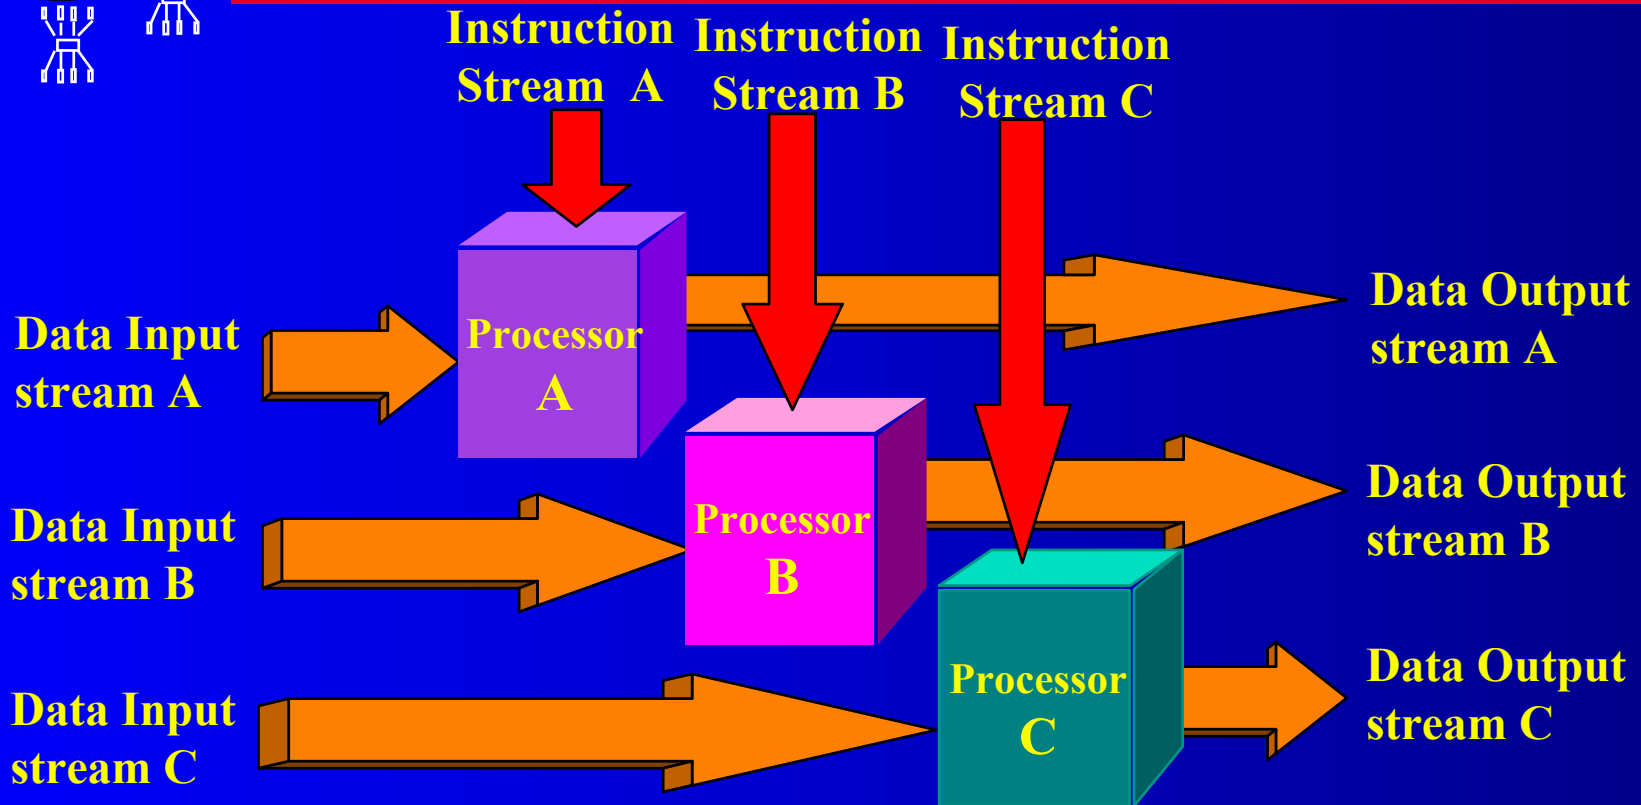 Instruction
Stream A
Instruction
Stream B
Instruction
Stream C
Data Input
stream A
Processor
A
Data Output
stream A
Data Input
stream B
Processor
B
Data Output
stream B
Data Input
stream C
Processor
C
Data Output
stream C